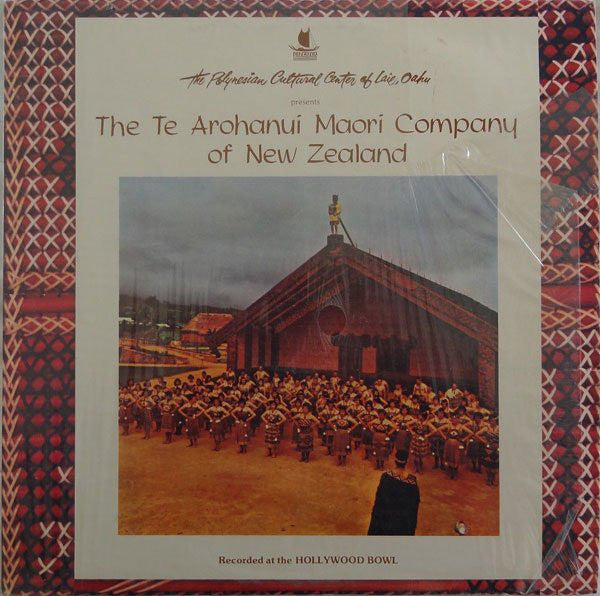 The Polynesian Cultural Center of Laie, Oahu
presents
The Te Arohanui Maori Company
of New Zealand
Recorded at the HOLLYWOOD BOWL